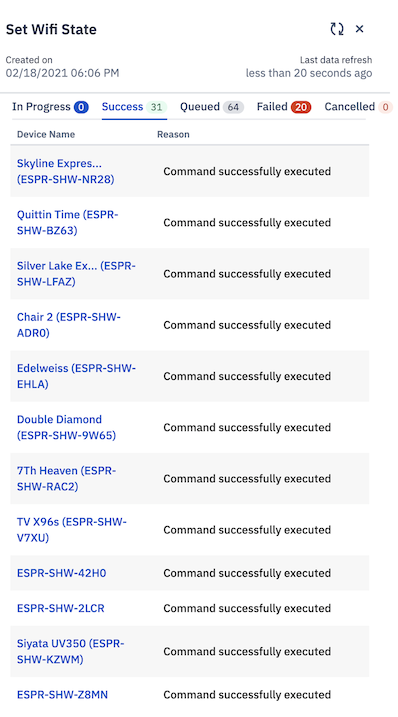 Set Wifi State
Created on
02/18/2021 06:06 PM
Last data refresh
less than 20 seconds ago
In Progress 0 Success 31 Queued 64 Failed 20 Cancelled 0
Device Name Reason
Skyline Expres...
(ESPR-SHW-NR28)
Command successfully executed
Quittin Time (ESPR-
SHW-BZ63)
Command successfully executed
Silver Lake Ex... (ESPR-
SHW-LFAZ)
Command successfully executed
Chair 2 (ESPR-SHW-
ADR0)
Command successfully executed
Edelweiss (ESPR-SHW-
EHLA)
Command successfully executed
Double Diamond
(ESPR-SHW-9W65)
Command successfully executed
7Th Heaven (ESPR-
SHW-RAC2)
Command successfully executed
TV X96s (ESPR-SHW-
V7XU)
Command successfully executed
ESPR-SHW-42H0 Command successfully executed
ESPR-SHW-2LCR Command successfully executed
Siyata UV350 (ESPR-
SHW-KZWM)
Command successfully executed
ESPR-SHW-Z8MN Command successfully executed